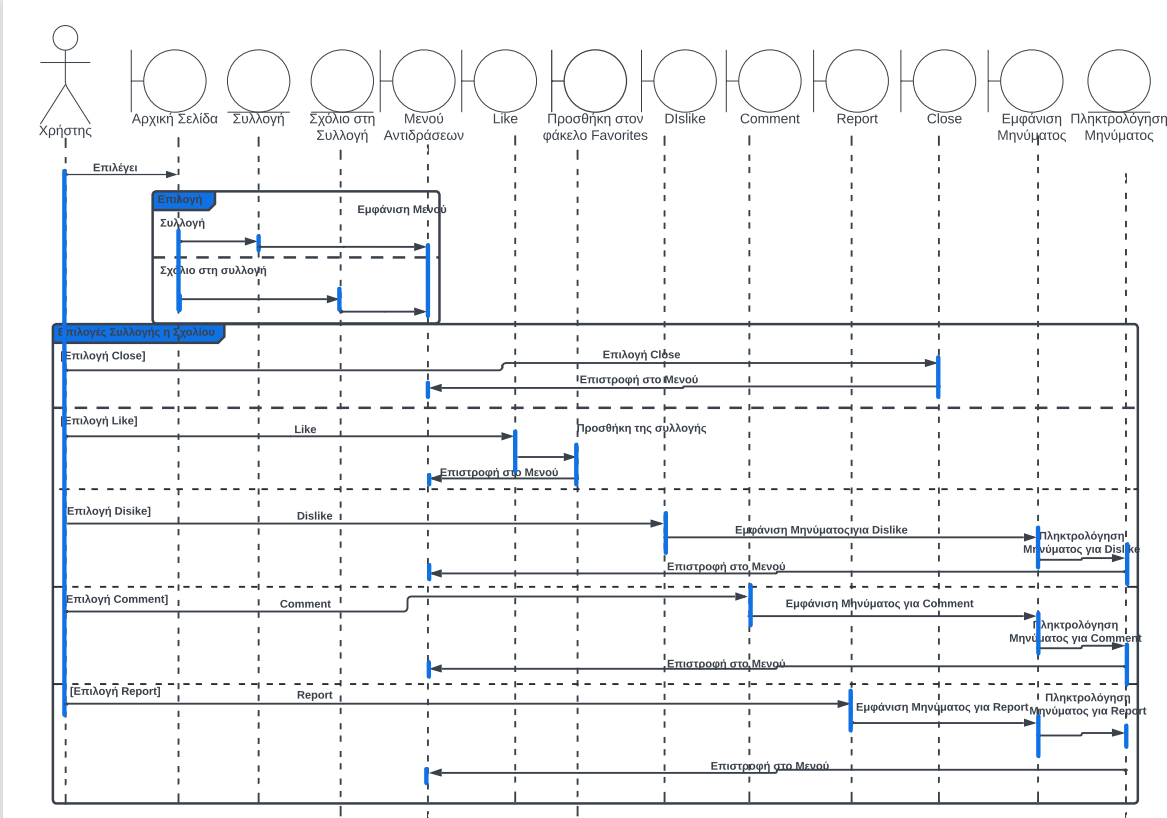 Χρήστης
Αρχική Σελίδα
Συλλογή
Σχόλιο στη
Συλλογή
Μενού
Αντιδράσεων
Like
Προσθήκη στον
φάκελο Favorites
DIslike
Comment
Report
Close
Εμφάνιση
Μηνύματος
Πληκτρολόγηση
Μηνύματος
Επιλέγει
Επιλογή
Εμφάνιση Μενού
Συλλογή
Σχόλιο στη συλλογή
Επιλογές Συλλογής η Σχολίου
[Επιλογή Close]
Επιλογή Close
Επιστροφή στο Μενού
[Επιλογή Like]
Like
Προσθήκη της συλλογής
Επιστροφή στο Μενού
[Επιλογή Disike]
Dislike
Εμφάνιση Μηνύματος για Dislike
Πληκτρολόγηση
Μηνύματος για Dislike
Επιστροφή στο Μενού
[Επιλογή Comment]
Comment
Εμφάνιση Μηνύματος για Comment
Πληκτρολόγηση
Μηνύματος για Comment
Επιστροφή στο Μενού
[Επιλογή Report]
Report
Εμφάνιση Μηνύματος για Report
Πληκτρολόγηση
Μηνύματος για Report
Επιστροφή στο Μενού